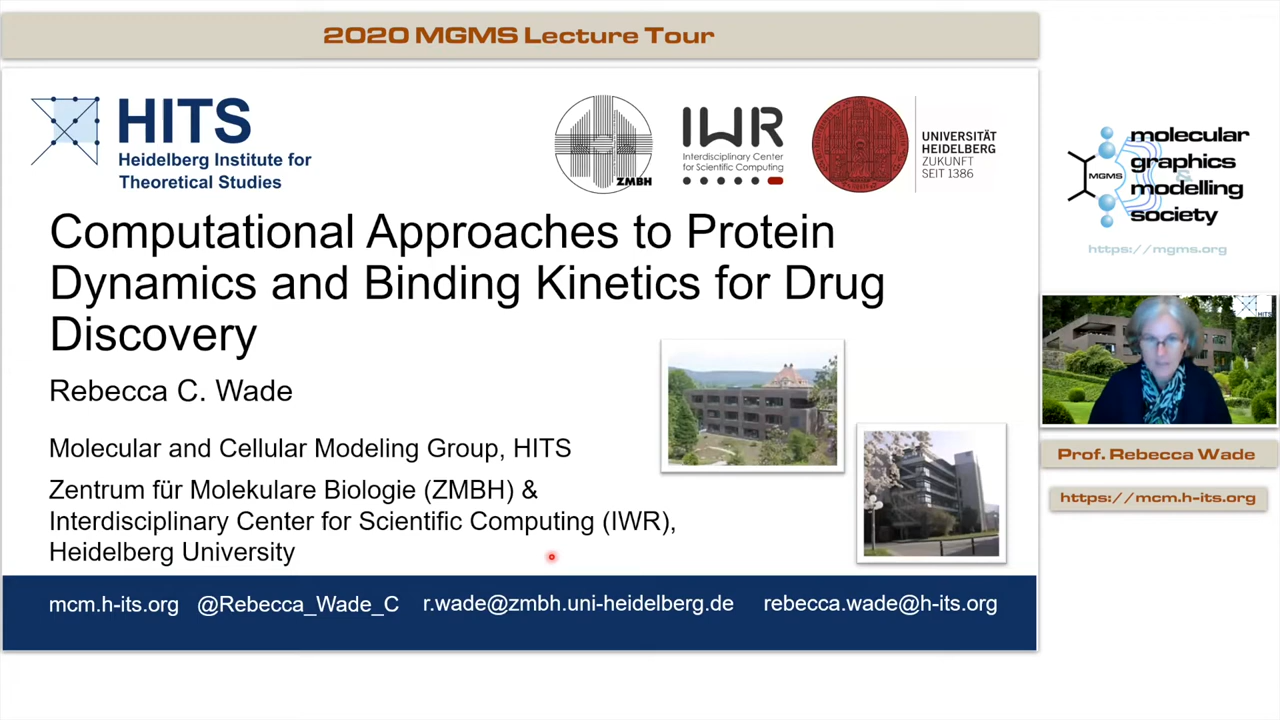 2020 MGMS Lecture Tour
HITS
Heidelberg Institute for
Theoretical Studies
ZMBH
IWR
Interdisciplinary Center
for Scientific Computing
UNIVERSITÄT
HEIDELBERG
ZUKUNFT
SEIT 1386
Computational Approaches to Protein
Dynamics and Binding Kinetics for Drug
Discovery
Rebecca C. Wade
Molecular and Cellular Modeling Group, HITS
Zentrum für Molekulare Biologie (ZMBH) &
Interdisciplinary Center for Scientific Computing (IWR),
Heidelberg University
mcm.h-its.org @Rebecca_Wade_C r.wade@zmbh.uni-heidelberg.de rebecca.wade@h-its.org
MGMS
molecular
graphics
&
modelling
society
https://mgms.org
HITS
Prof. Rebecca Wade
https://mcm.h-its.org